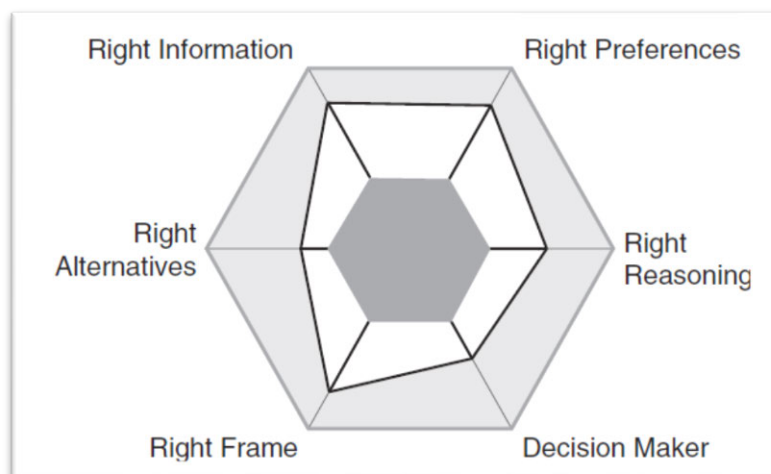 Right Information
Right Preferences
Right
Alternatives
Right
Reasoning
Right Frame
Decision Maker